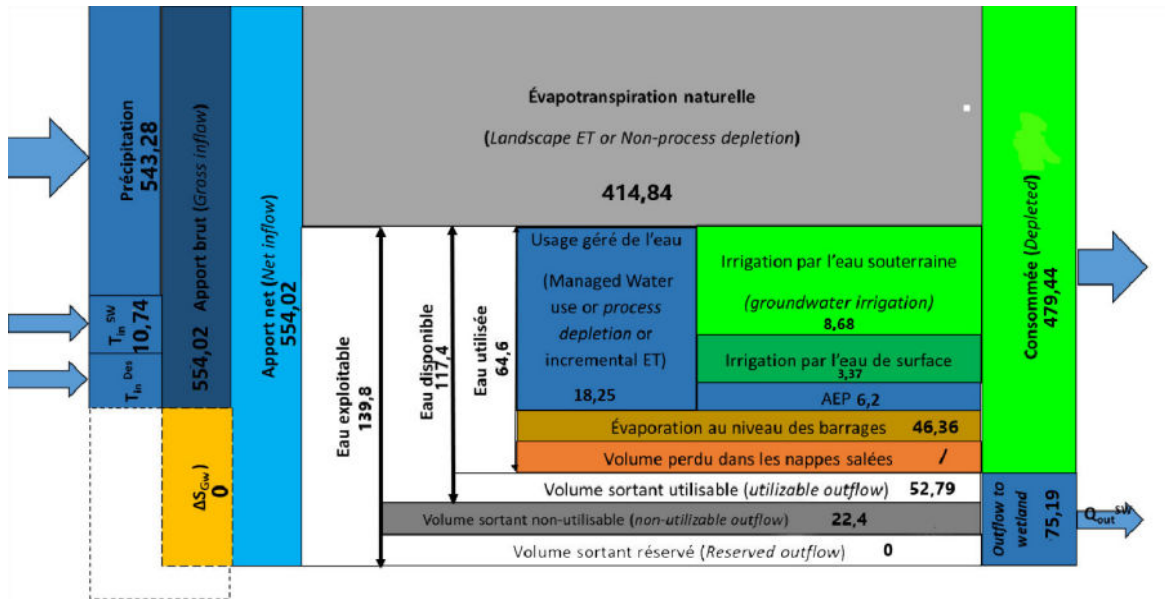 Précipitation
543,28
T_in^SW
10,74
T_in^Des
554,02 Apport brut (Gross inflow)
ΔS_Gw)
0
Apport net (Net inflow)
554,02
Évapotranspiration naturelle
(Landscape ET or Non-process depletion)
414,84
Eau exploitable
139,8
Eau disponible
117,4
Eau utilisée
64,6
Usage géré de l'eau
(Managed Water
use or process
depletion or
incremental ET)
18,25
Irrigation par l'eau souterraine
(groundwater irrigation)
8,68
Irrigation par l'eau de surface
3,37
AEP 6,2
Évaporation au niveau des barrages 46,36
Volume perdu dans les nappes salées /
Volume sortant utilisable (utilizable outflow) 52,79
Volume sortant non-utilisable (non-utilizable outflow) 22,4
Volume sortant réservé (Reserved outflow) 0
Consommée (Depleted)
479,44
Outflow to
wetland
75,19
Q_out^SW